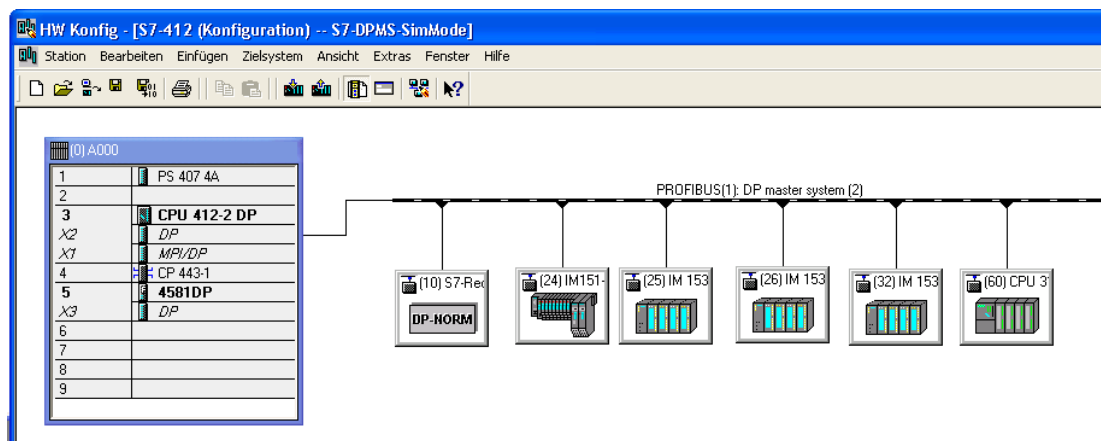 HW Konfig - [S7-412 (Konfiguration) -- S7-DPMS-SimMode]
Station Bearbeiten Einfügen Zielsystem Ansicht Extras Fenster Hilfe
(0) A000
1 PS 407 4A
2
3 CPU 412-2 DP
X2 DP
X1 MPI/DP
4 CP 443-1
5 4581DP
X3 DP
6
7
8
9
PROFIBUS(1): DP master system (2)
(10) S7-Red
DP-NORM
(24) IM151-
(25) IM 153
(26) IM 153
(32) IM 153
(60) CPU 31